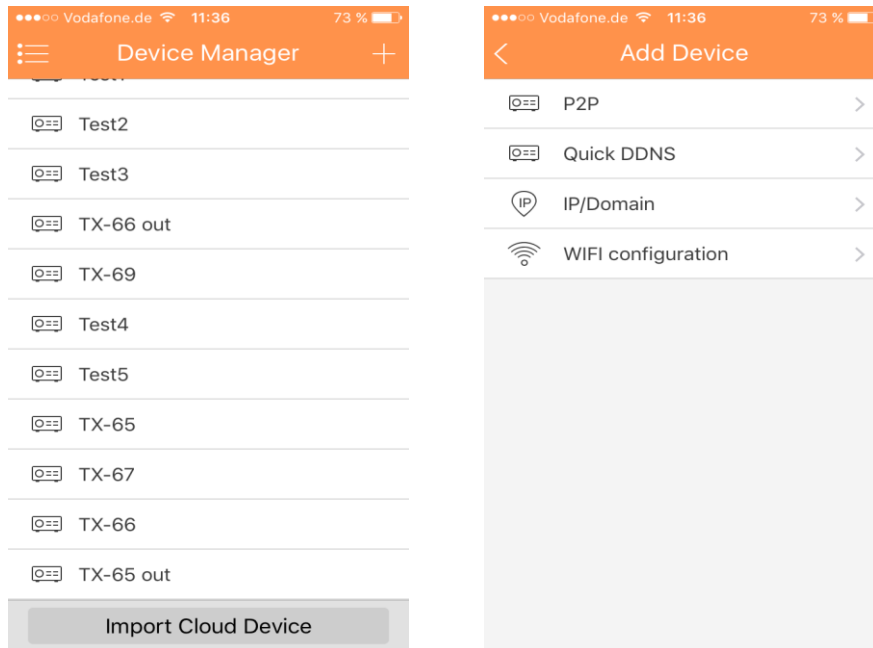 Vodafone.de 11:36 73 %
Device Manager
Test2
Test3
TX-66 out
TX-69
Test4
Test5
TX-65
TX-67
TX-66
TX-65 out
Import Cloud Device
Vodafone.de 11:36 73 %
Add Device
P2P
Quick DDNS
IP IP/Domain
WIFI configuration